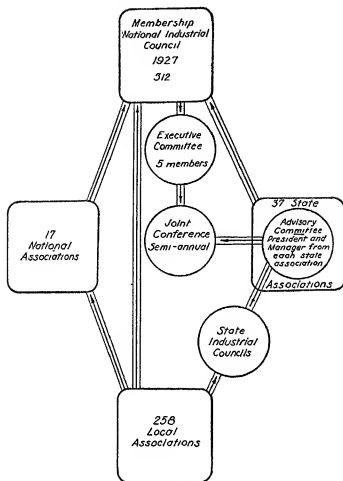 Membership
National Industrial
Council
1927
312
Executive
Committee
5 members
17
National
Associations
Joint
Conference
Semi-annual
37 State
Advisory
Committee
President and
Manager from
each state
association
Associations
State
Industrial
Councils
258
Local
Associations